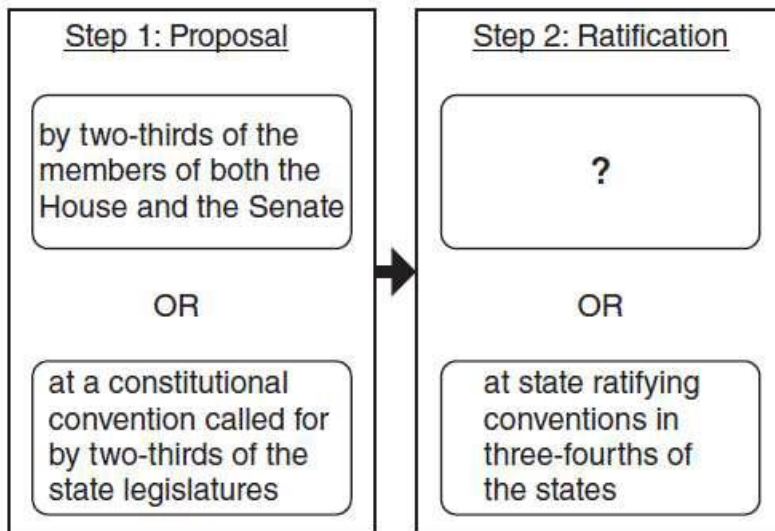 Step 1: Proposal
by two-thirds of the
members of both the
House and the Senate
OR
at a constitutional
convention called for
by two-thirds of the
state legislatures
Step 2: Ratification
?
OR
at state ratifying
conventions in
three-fourths of
the states